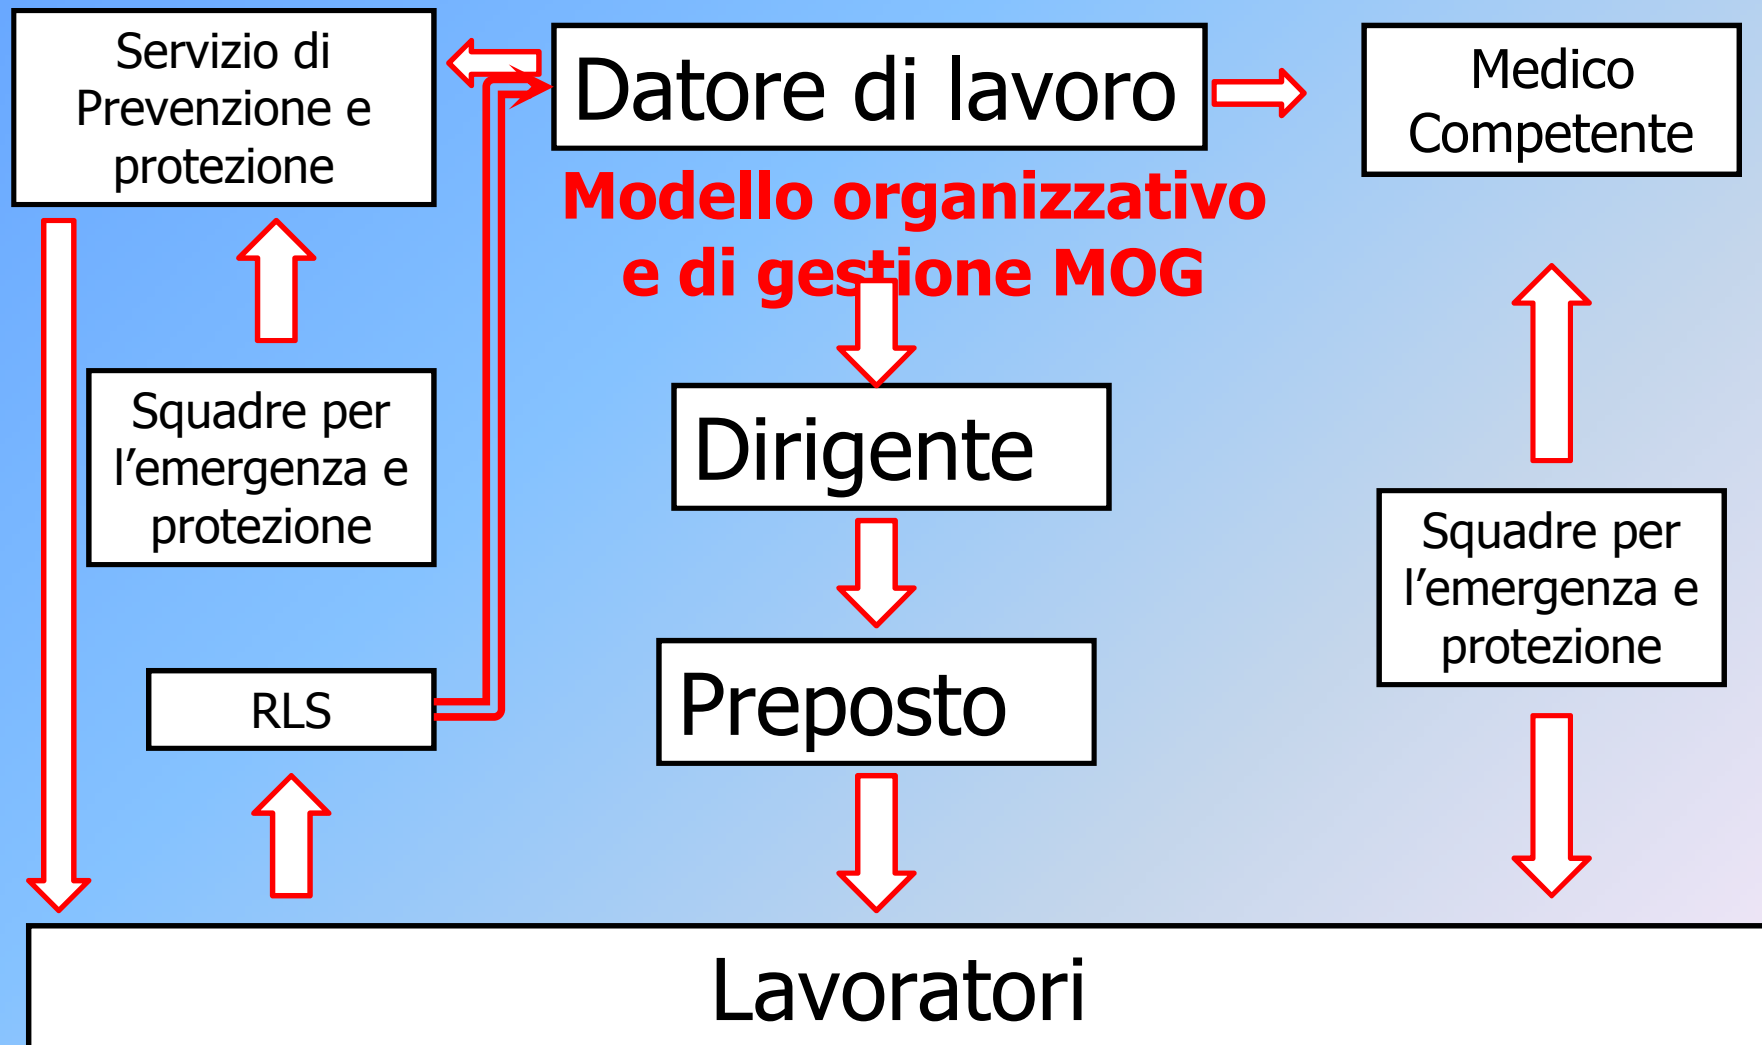 Servizio di
Prevenzione e
protezione
Datore di lavoro
Medico
Competente
Modello organizzativo
e di gestione MOG
Squadre per
l’emergenza e
protezione
Dirigente
Squadre per
l’emergenza e
protezione
RLS
Preposto
Lavoratori